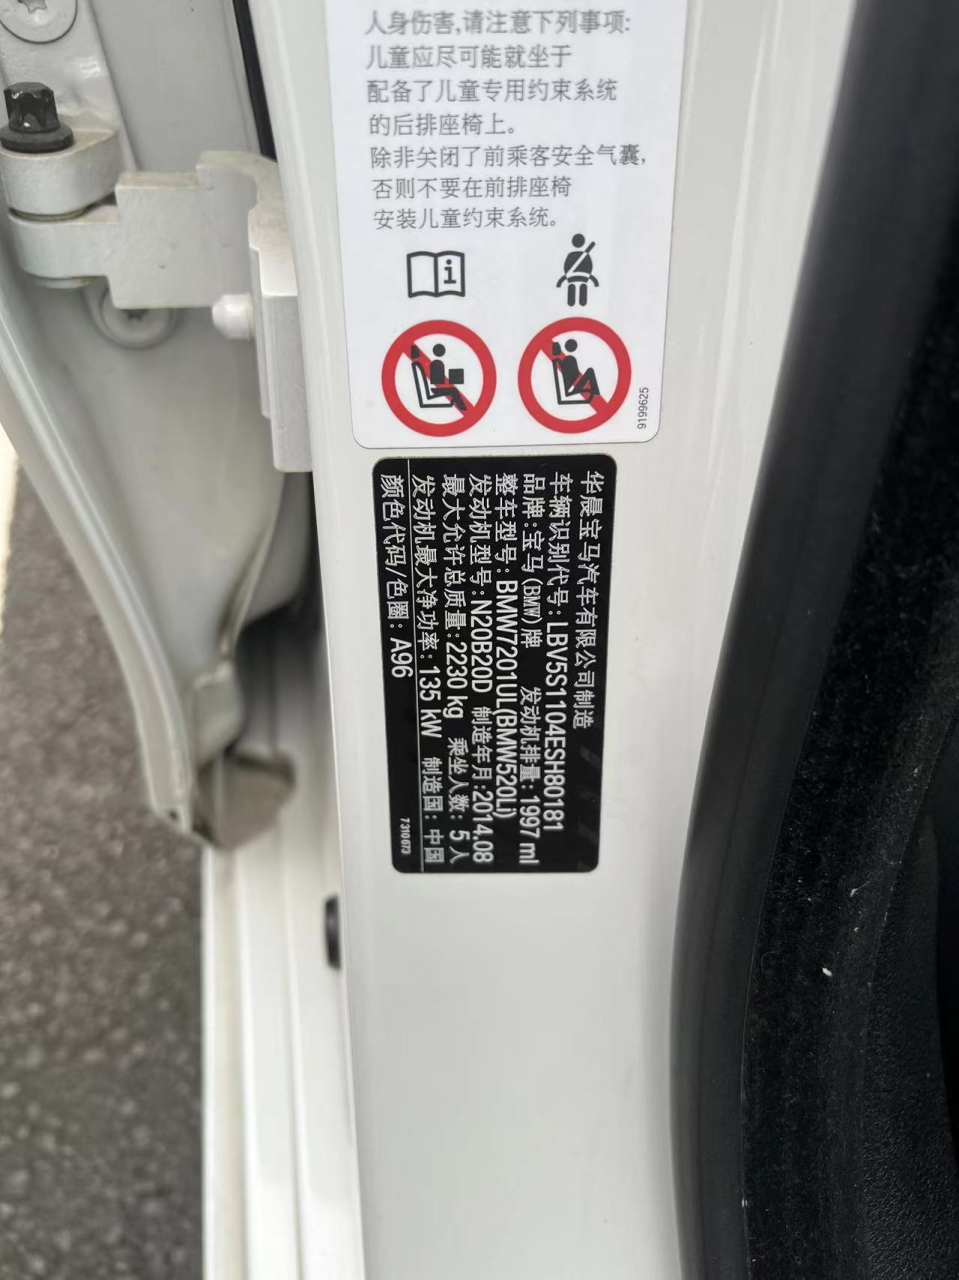 人身伤害,请注意下列事项:
儿童应尽可能就坐于
配备了儿童专用约束系统
的后排座椅上。
除非关闭了前乘客安全气囊,
否则不要在前排座椅
安装儿童约束系统。
9199625
华晨宝马汽车有限公司制造
车辆识别代号:LBV5S1104ESH80181
品牌:宝马(BMW)牌 发动机排量:1997 ml
整车型号:BMW7201UL(BMW520Li)
发动机型号:N20B20D 制造年月:2014.08
最大允许总质量:2230 kg 乘坐人数:5人
发动机最大净功率:135 kW 制造国:中国
颜色代码/色圈:A96 7310673